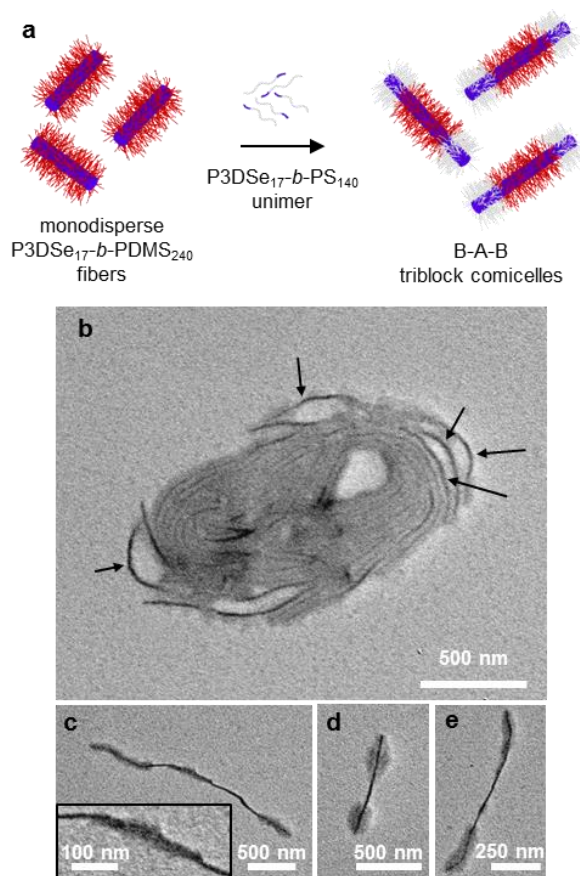 a
P3DSe17-b-PS140
unimer
monodisperse
P3DSe17-b-PDMS240
fibers
B-A-B
triblock comicelles
b
500 nm
c
100 nm
500 nm
d
500 nm
e
250 nm